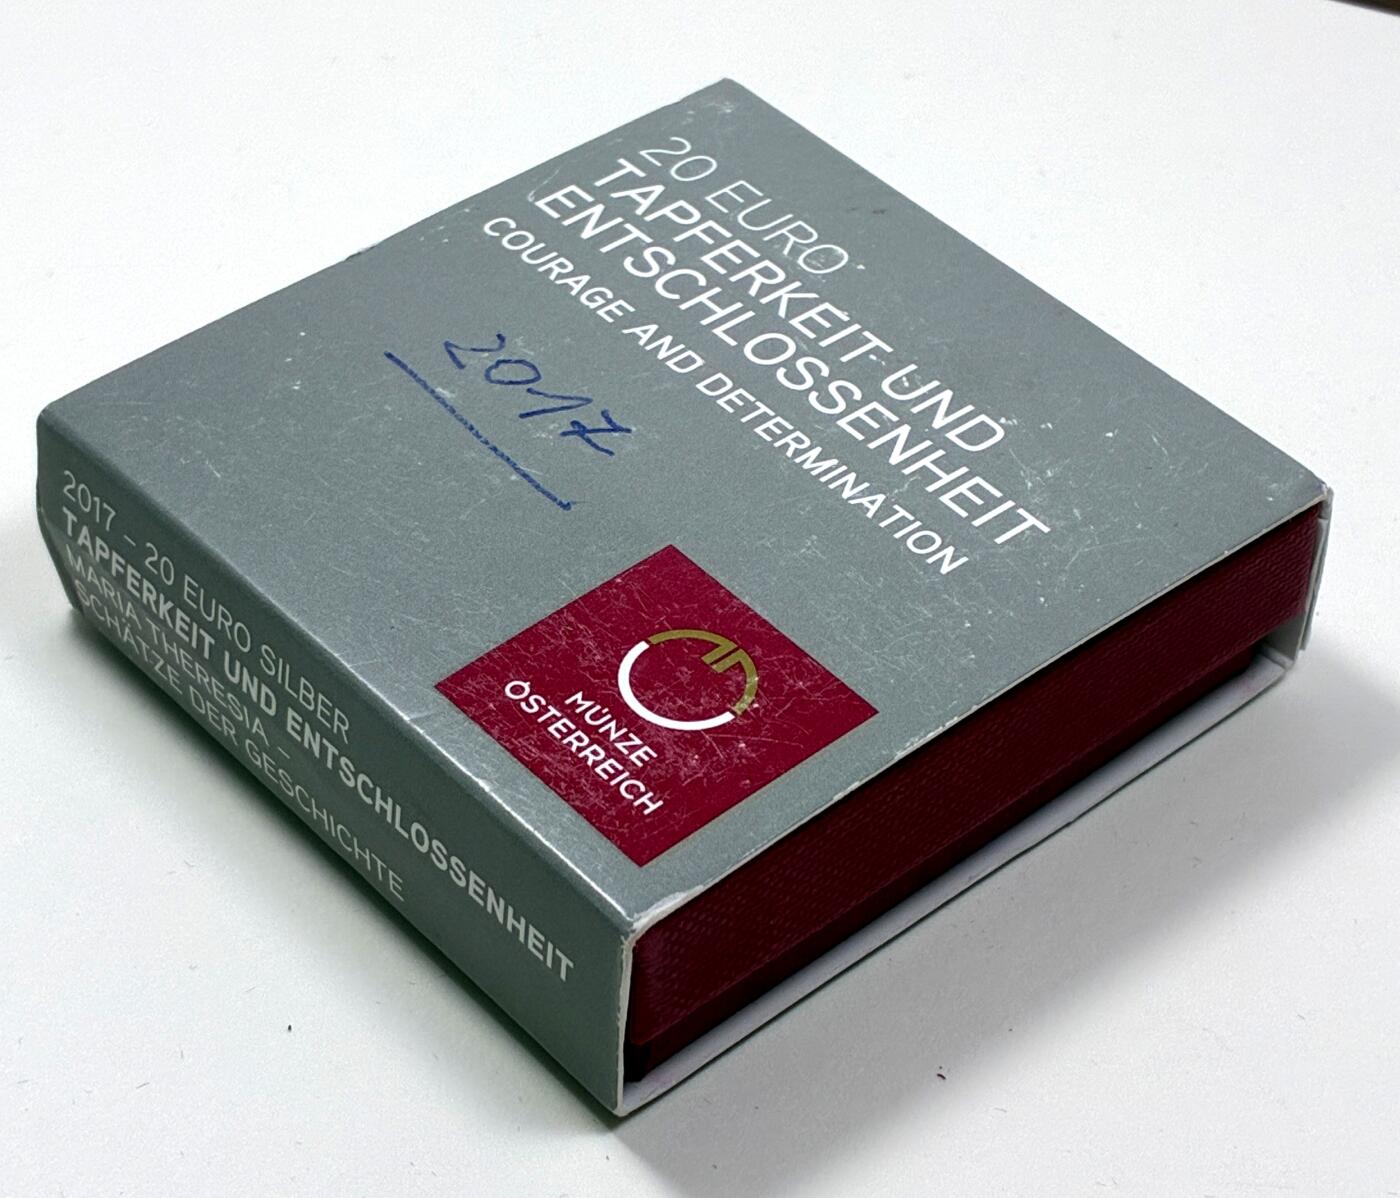 20 EURO
TAPFERKEIT UND
ENTSCHLOSSENHEIT
COURAGE AND DETERMINATION
2017
MÜNZE
ÖSTERREICH
2017 – 20 EURO SILBER
TAPFERKEIT UND ENTSCHLOSSENHEIT
MARIA THERESIA –
SCHÄTZE DER GESCHICHTE